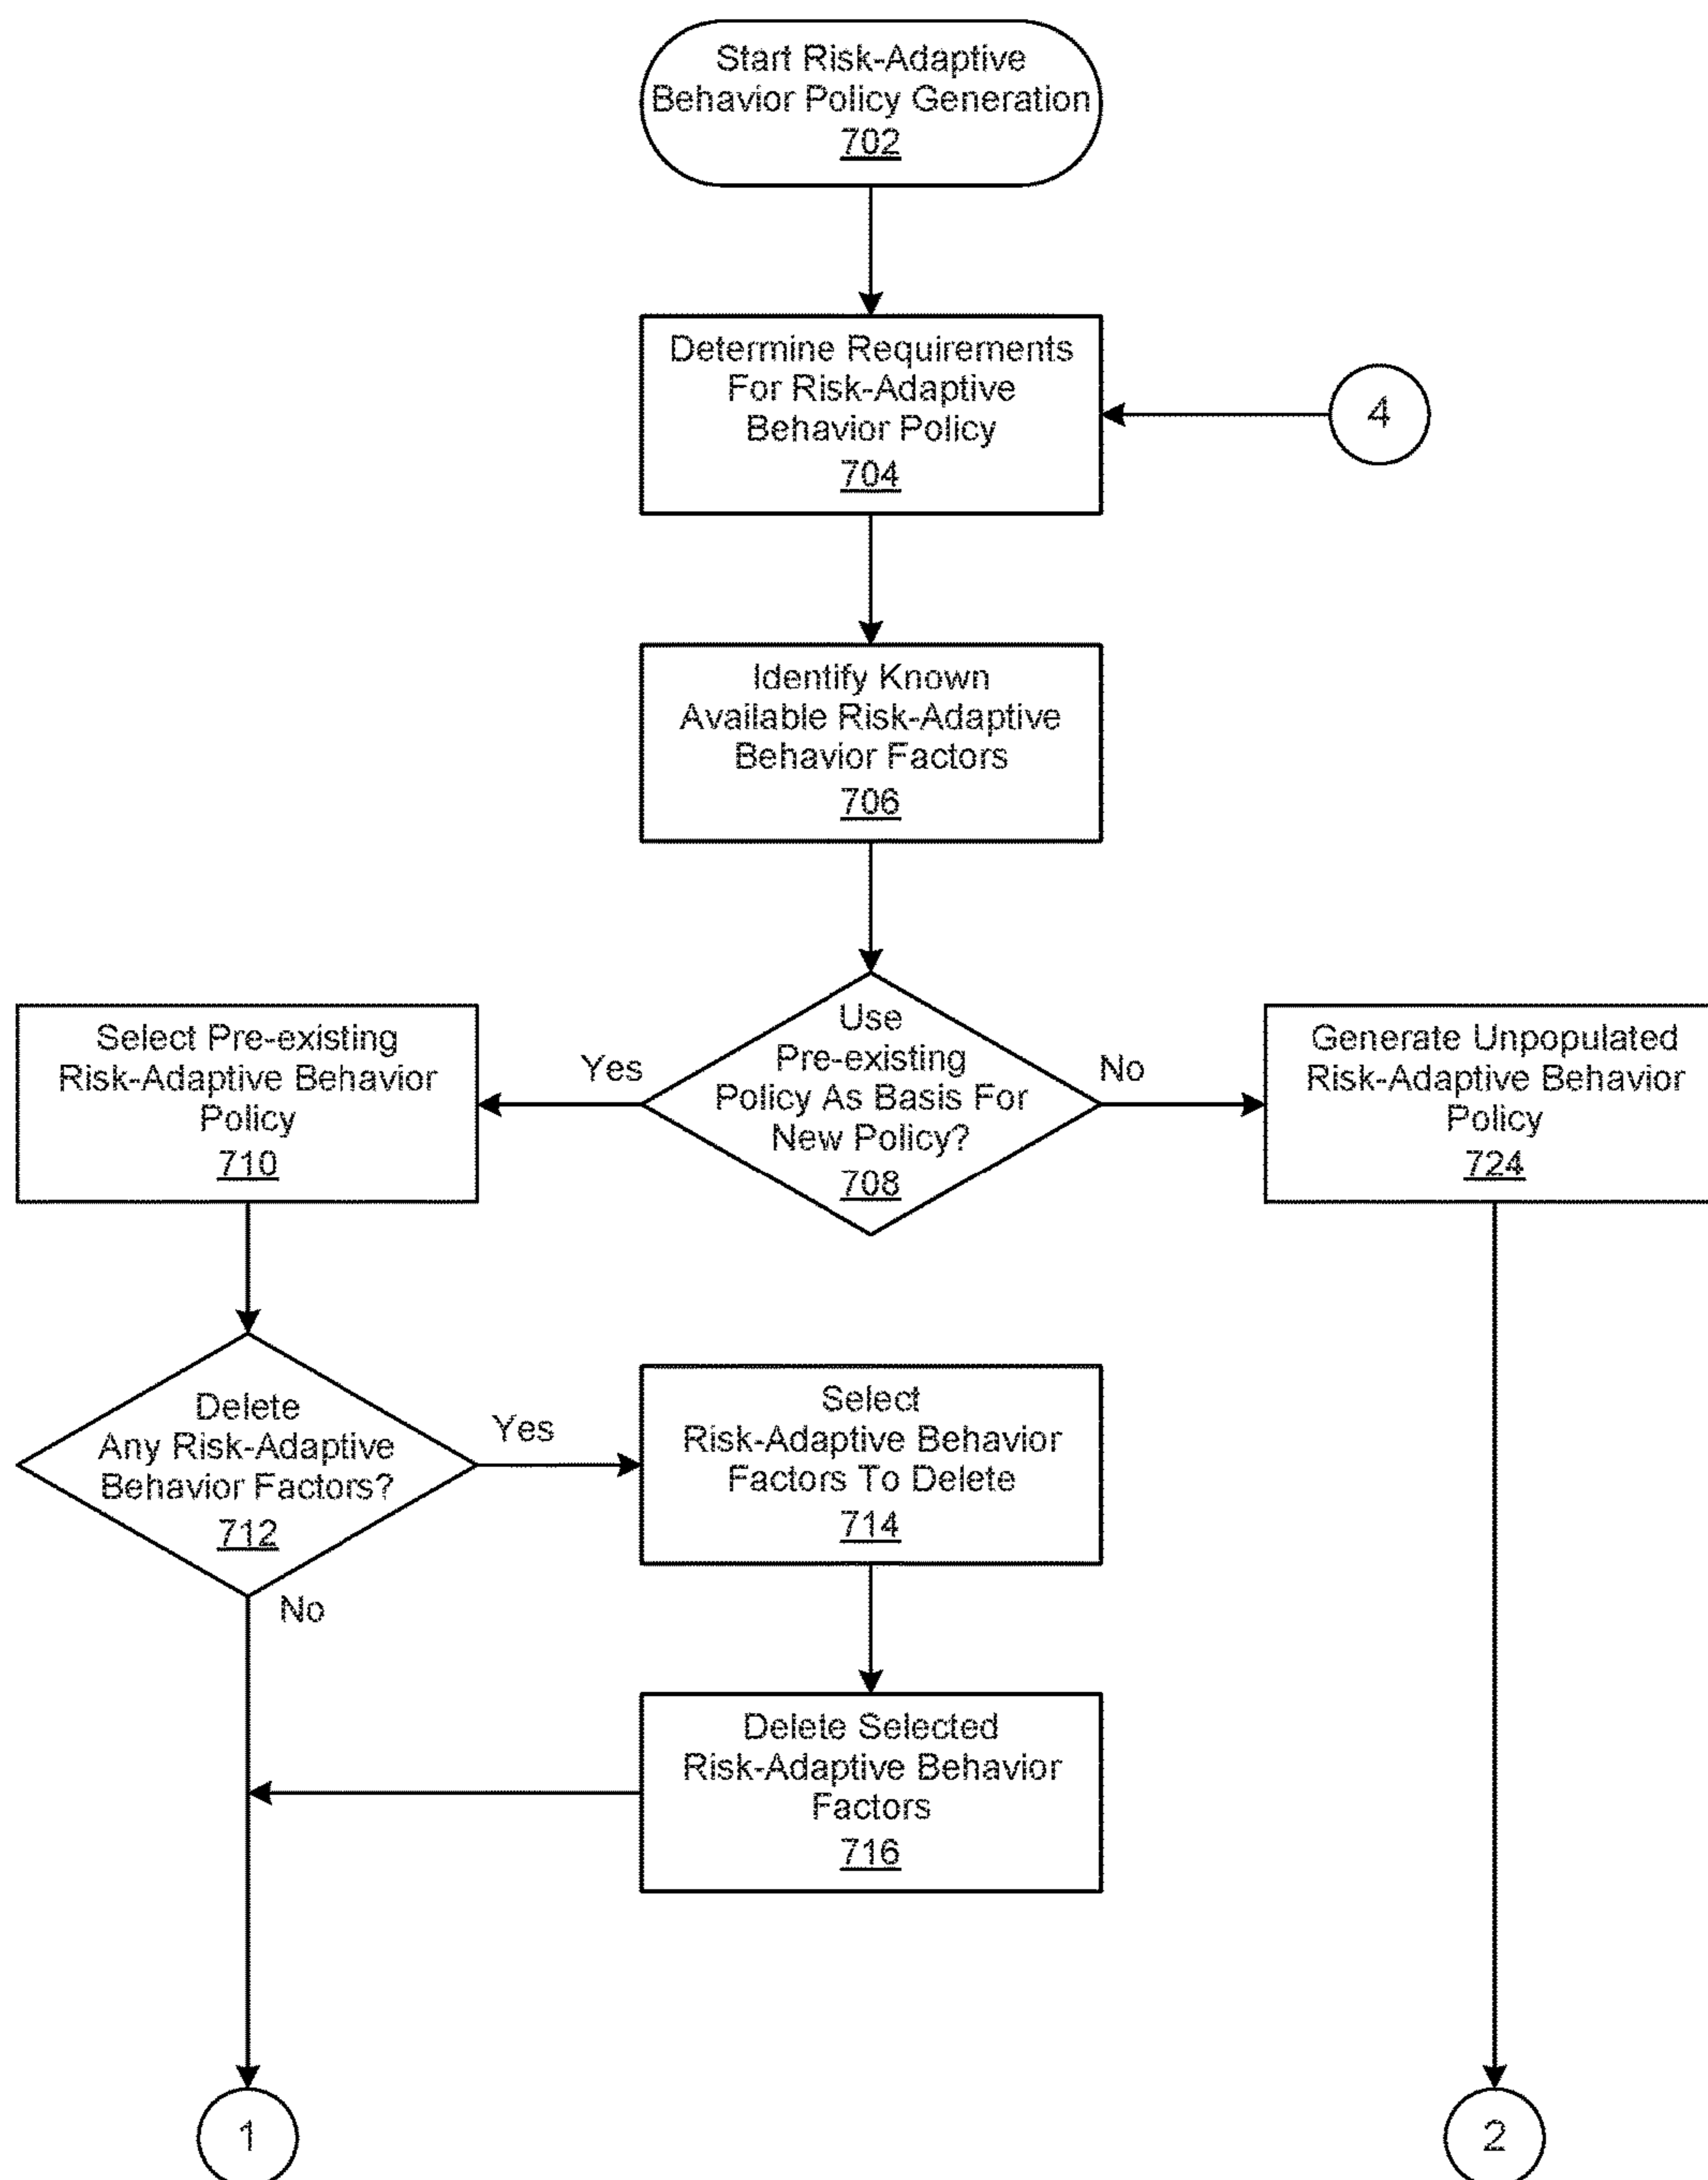 Start Risk-Adaptive
Behavior Policy Generation
702
Determine Requirements
For Risk-Adaptive
Behavior Policy
704
4
Identify Known
Available Risk-Adaptive
Behavior Factors
706
Use
Pre-existing
Policy As Basis For
New Policy?
708
Yes
No
Select Pre-existing
Risk-Adaptive Behavior
Policy
710
Generate Unpopulated
Risk-Adaptive Behavior
Policy
724
Delete
Any Risk-Adaptive
Behavior Factors?
712
Yes
No
Select
Risk-Adaptive Behavior
Factors To Delete
714
Delete Selected
Risk-Adaptive Behavior
Factors
716
1
2